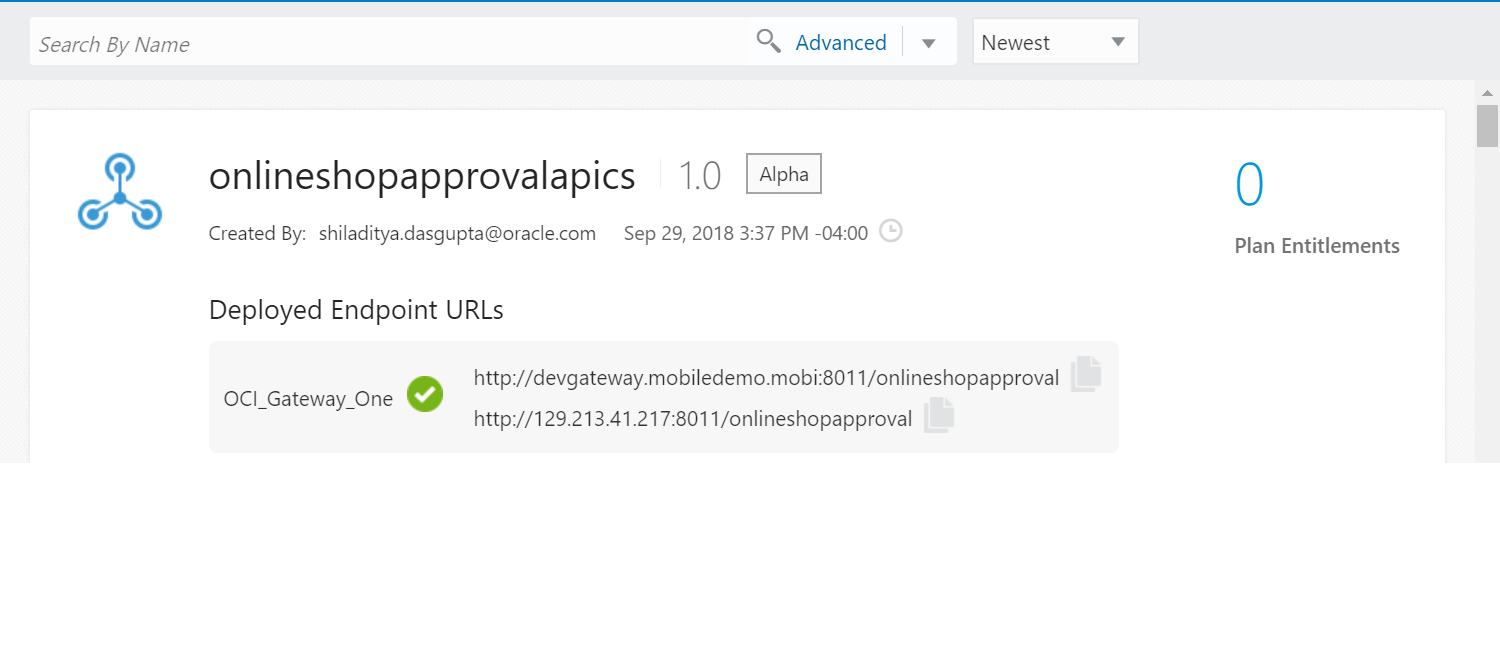 Search By Name Advanced Newest
onlineshopapprovalapics 1.0 Alpha 0
Created By: shiladitya.dasgupta@oracle.com Sep 29, 2018 3:37 PM -04:00 Plan Entitlements
Deployed Endpoint URLs
OCI_Gateway_One http://devgateway.mobiledemo.mobi:8011/onlineshopapproval
http://129.213.41.217:8011/onlineshopapproval